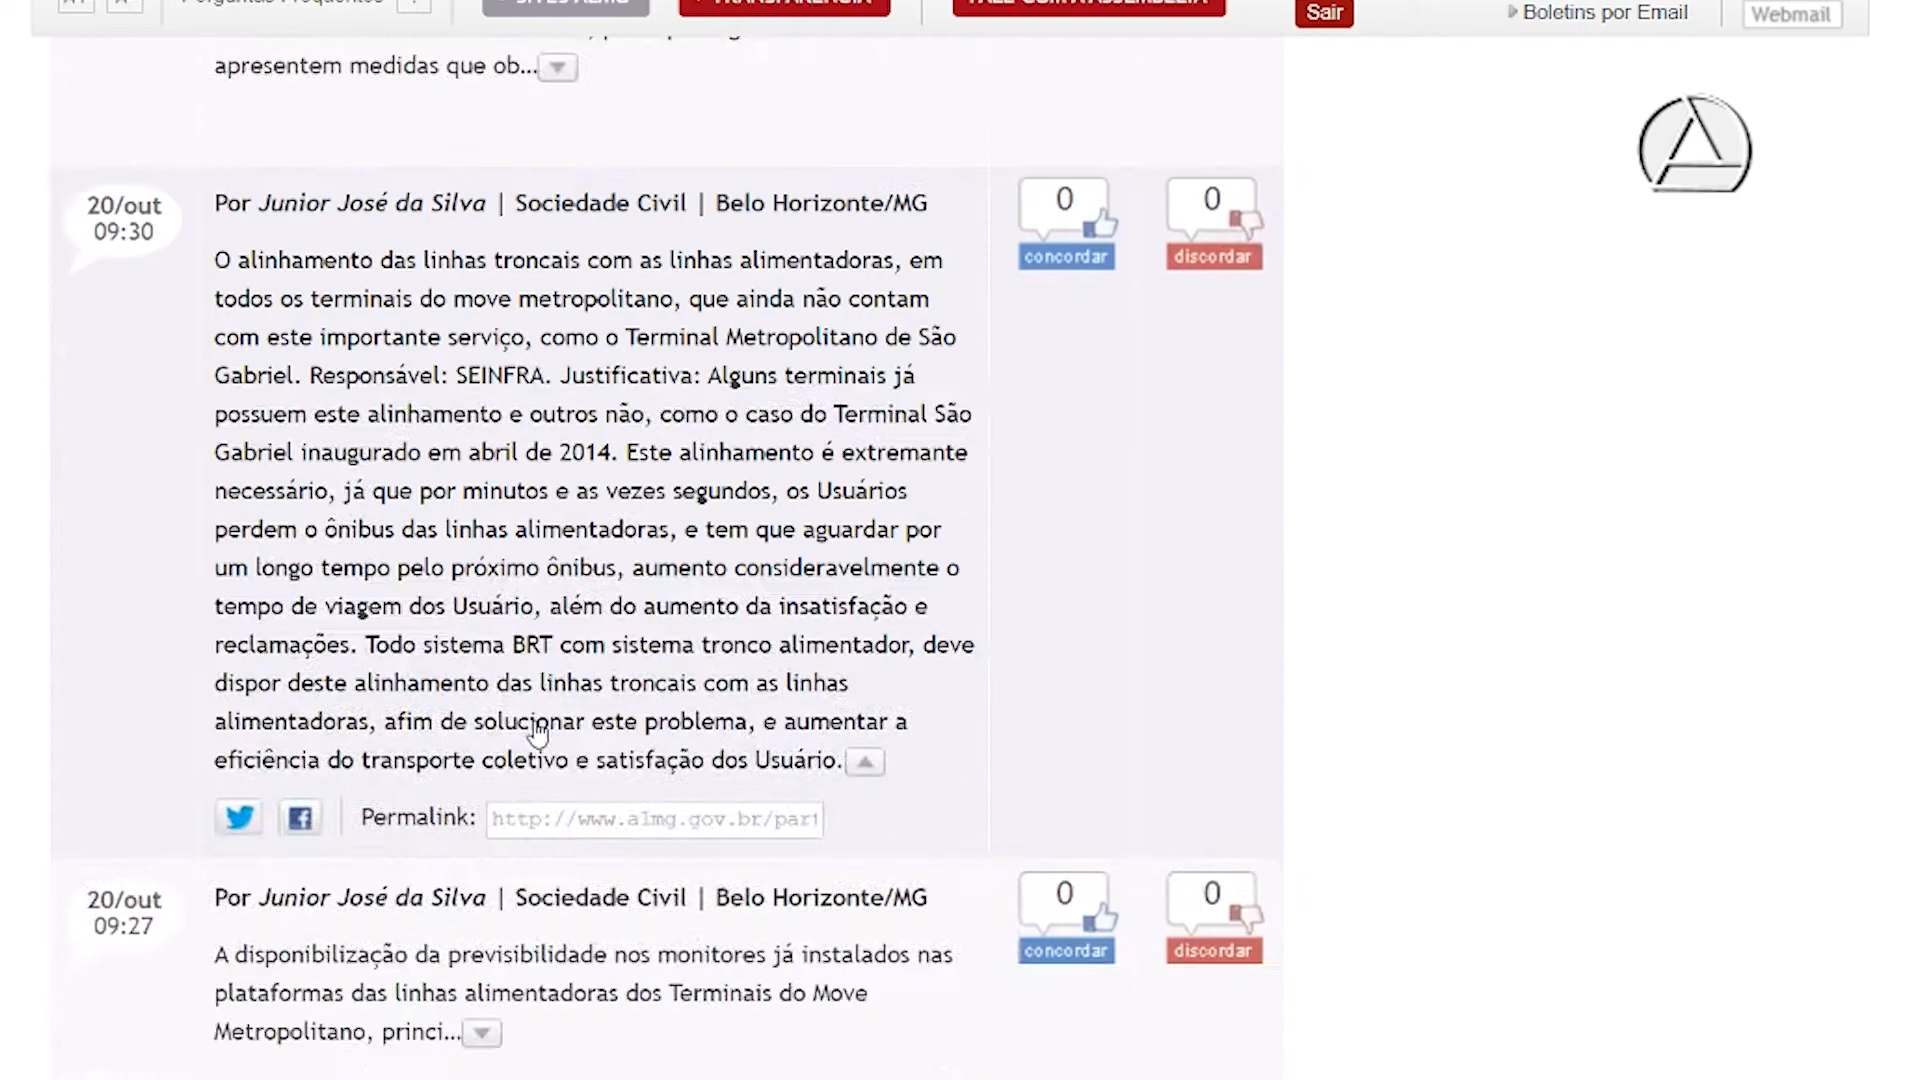 Perguntas Frequentes
SITES ALMG
TRANSPARÊNCIA
FALE COM A ASSEMBLEIA
Sair
Boletins por Email
Webmail
apresentem medidas que ob...
20/out
09:30
Por Junior José da Silva | Sociedade Civil | Belo Horizonte/MG
0
concordar
0
discordar
O alinhamento das linhas troncais com as linhas alimentadoras, em
todos os terminais do move metropolitano, que ainda não contam
com este importante serviço, como o Terminal Metropolitano de São
Gabriel. Responsável: SEINFRA. Justificativa: Alguns terminais já
possuem este alinhamento e outros não, como o caso do Terminal São
Gabriel inaugurado em abril de 2014. Este alinhamento é extremante
necessário, já que por minutos e as vezes segundos, os Usuários
perdem o ônibus das linhas alimentadoras, e tem que aguardar por
um longo tempo pelo próximo ônibus, aumento consideravelmente o
tempo de viagem dos Usuário, além do aumento da insatisfação e
reclamações. Todo sistema BRT com sistema tronco alimentador, deve
dispor deste alinhamento das linhas troncais com as linhas
alimentadoras, afim de solucionar este problema, e aumentar a
eficiência do transporte coletivo e satisfação dos Usuário.
Permalink: http://www.almg.gov.br/part
20/out
09:27
Por Junior José da Silva | Sociedade Civil | Belo Horizonte/MG
0
concordar
0
discordar
A disponibilização da previsibilidade nos monitores já instalados nas
plataformas das linhas alimentadoras dos Terminais do Move
Metropolitano, princi...